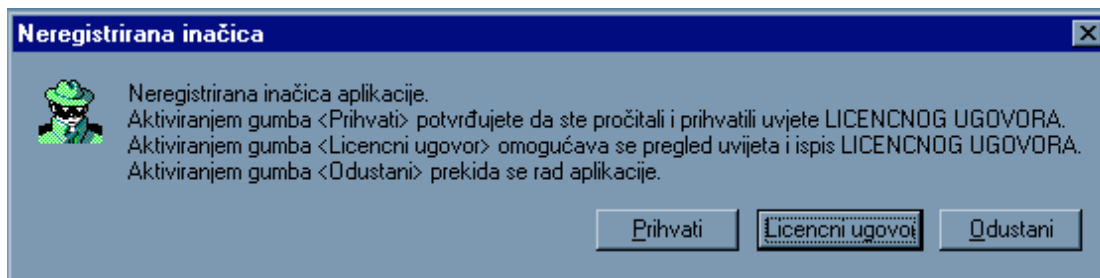 Neregistrirana inačica
Neregistrirana inačica aplikacije.
Aktiviranjem gumba <Prihvati> potvrđujete da ste pročitali i prihvatili uvjete LICENCNOG UGOVORA.
Aktiviranjem gumba <Licencni ugovor> omogućava se pregled uvijeta i ispis LICENCNOG UGOVORA.
Aktiviranjem gumba <Odustani> prekida se rad aplikacije.
Prihvati Licencni ugovor Odustani